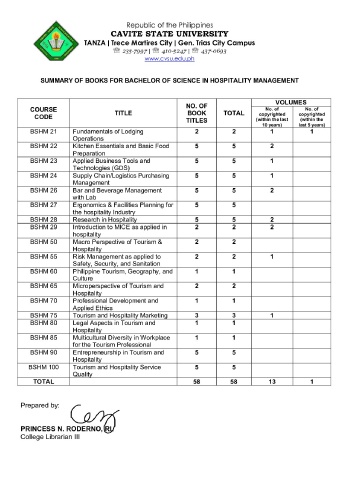 Republic of the Philippines
CAVITE STATE UNIVERSITY
TANZA | Trece Martires City | Gen. Trias City Campus
☏ 235-7997 | ☏ 410-5247 | ☏ 437-0693
www.cvsu.edu.ph
SUMMARY OF BOOKS FOR BACHELOR OF SCIENCE IN HOSPITALITY MANAGEMENT
COURSE CODE TITLE NO. OF BOOK TITLES TOTAL VOLUMES
No. of copyrighted (within the last 10 years) No. of copyrighted (within the last 5 years)
BSHM 21 Fundamentals of Lodging Operations 2 2 1 1
BSHM 22 Kitchen Essentials and Basic Food Preparation 5 5 2
BSHM 23 Applied Business Tools and Technologies (GDS) 5 5 1
BSHM 24 Supply Chain/Logistics Purchasing Management 5 5 1
BSHM 26 Bar and Beverage Management with Lab 5 5 2
BSHM 27 Ergonomics & Facilities Planning for the hospitality Industry 5 5
BSHM 28 Research in Hospitality 5 5 2
BSHM 29 Introduction to MICE as applied in hospitality 2 2 2
BSHM 50 Macro Perspective of Tourism & Hospitality 2 2
BSHM 55 Risk Management as applied to Safety, Security, and Sanitation 2 2 1
BSHM 60 Philippine Tourism, Geography, and Culture 1 1
BSHM 65 Microperspective of Tourism and Hospitality 2 2
BSHM 70 Professional Development and Applied Ethics 1 1
BSHM 75 Tourism and Hospitality Marketing 3 3 1
BSHM 80 Legal Aspects in Tourism and Hospitality 1 1
BSHM 85 Multicultural Diversity in Workplace for the Tourism Professional 1 1
BSHM 90 Entrepreneurship in Tourism and Hospitality 5 5
BSHM 100 Tourism and Hospitality Service Quality 5 5
TOTAL 58 58 13 1
Prepared by:
PRINCESS N. RODERNO, RL
College Librarian III